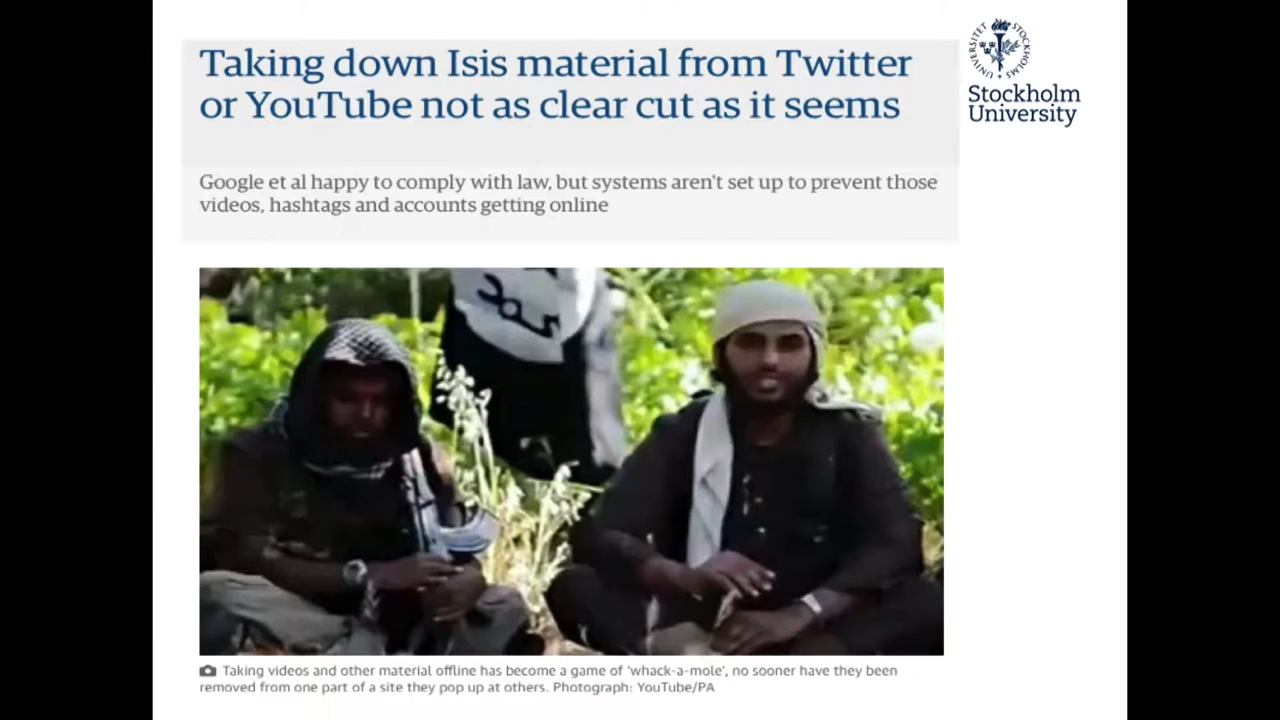 Taking down Isis material from Twitter
or YouTube not as clear cut as it seems
Google et al happy to comply with law, but systems aren't set up to prevent those
videos, hashtags and accounts getting online
Taking videos and other material offline has become a game of 'whack-a-mole', no sooner have they been
removed from one part of a site they pop up at others. Photograph: YouTube/PA
STOCKHOLMS UNIVERSITET
Stockholm
University